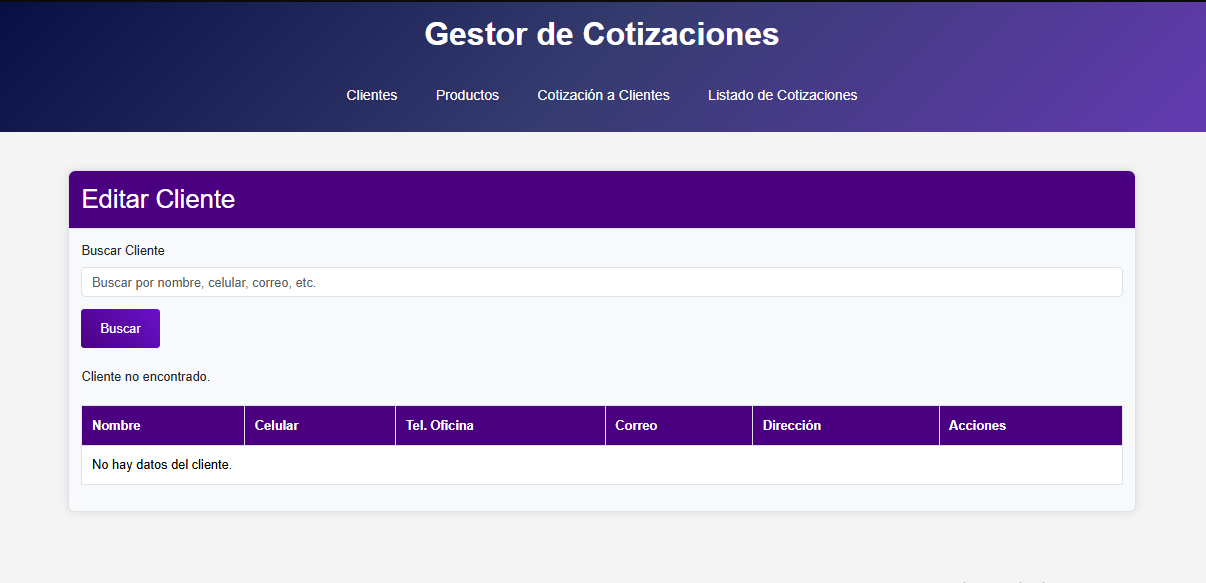 Gestor de Cotizaciones
Clientes Productos Cotización a Clientes Listado de Cotizaciones
Editar Cliente
Buscar Cliente
Buscar por nombre, celular, correo, etc.
Buscar
Cliente no encontrado.
Nombre Celular Tel. Oficina Correo Dirección Acciones
No hay datos del cliente.